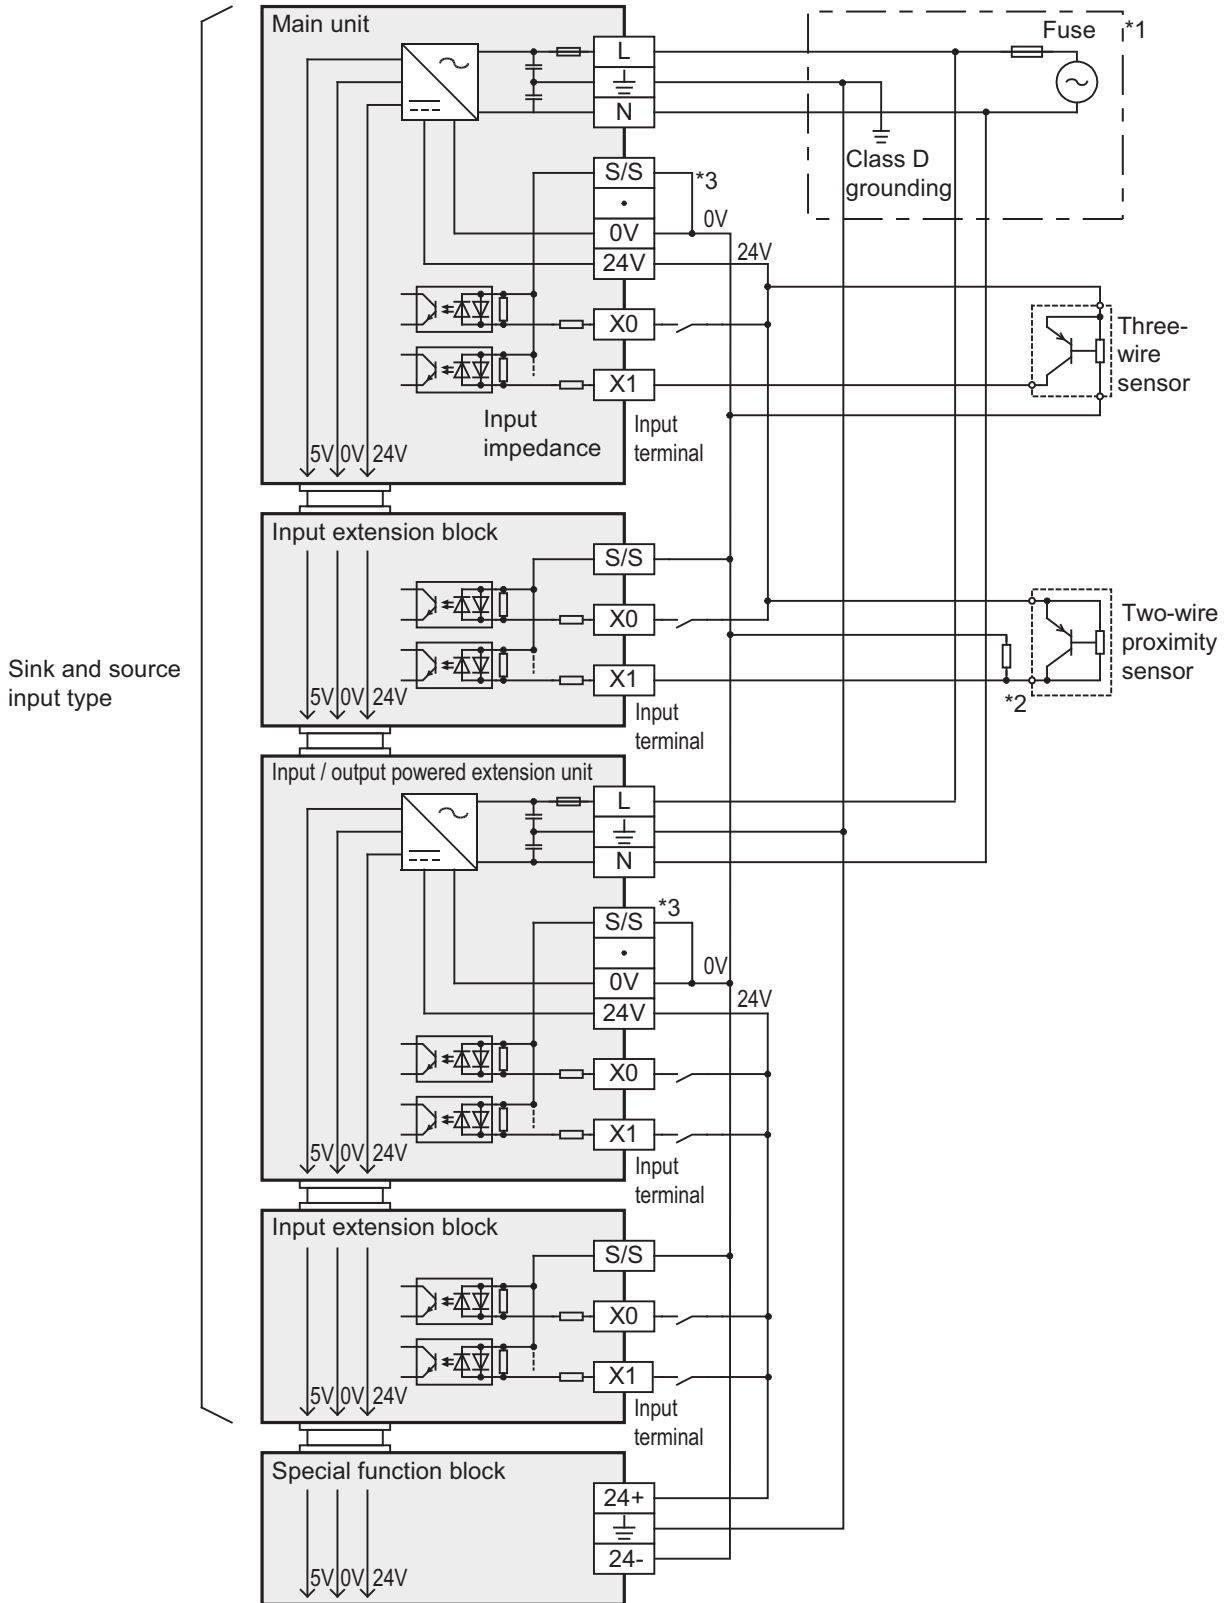 Main unit
Fuse
*1
L
N
Class D
grounding
S/S
*3
0V
0V
24V
24V
X0
Three-
wire
sensor
X1
Input
impedance
Input
terminal
5V
0V
24V
Input extension block
S/S
X0
Two-wire
proximity
sensor
Sink and source
input type
X1
*2
5V
0V
24V
Input
terminal
Input / output powered extension unit
L
N
S/S
*3
0V
0V
24V
24V
X0
X1
5V
0V
24V
Input
terminal
Input extension block
S/S
X0
X1
5V
0V
24V
Input
terminal
Special function block
24+
24-
5V
0V
24V